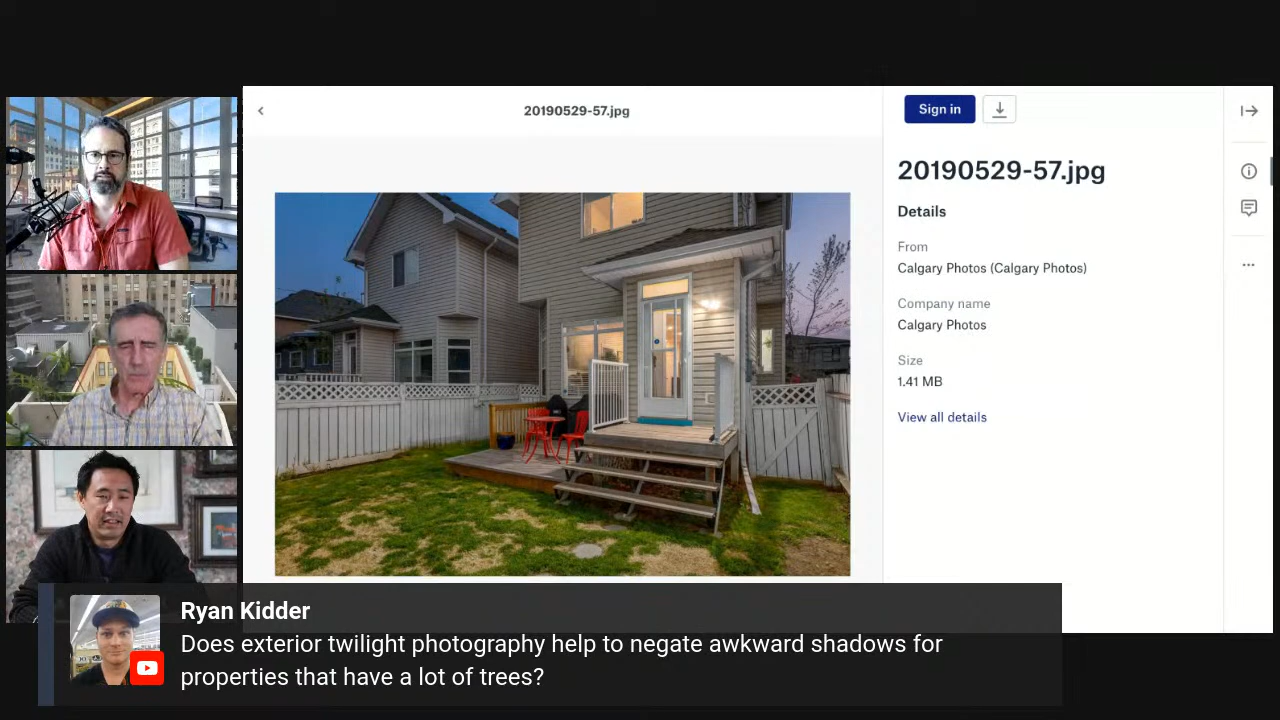 20190529-57.jpg
Sign in
20190529-57.jpg
Details
From
Calgary Photos (Calgary Photos)
Company name
Calgary Photos
Size
1.41 MB
View all details
Ryan Kidder
Does exterior twilight photography help to negate awkward shadows for
properties that have a lot of trees?